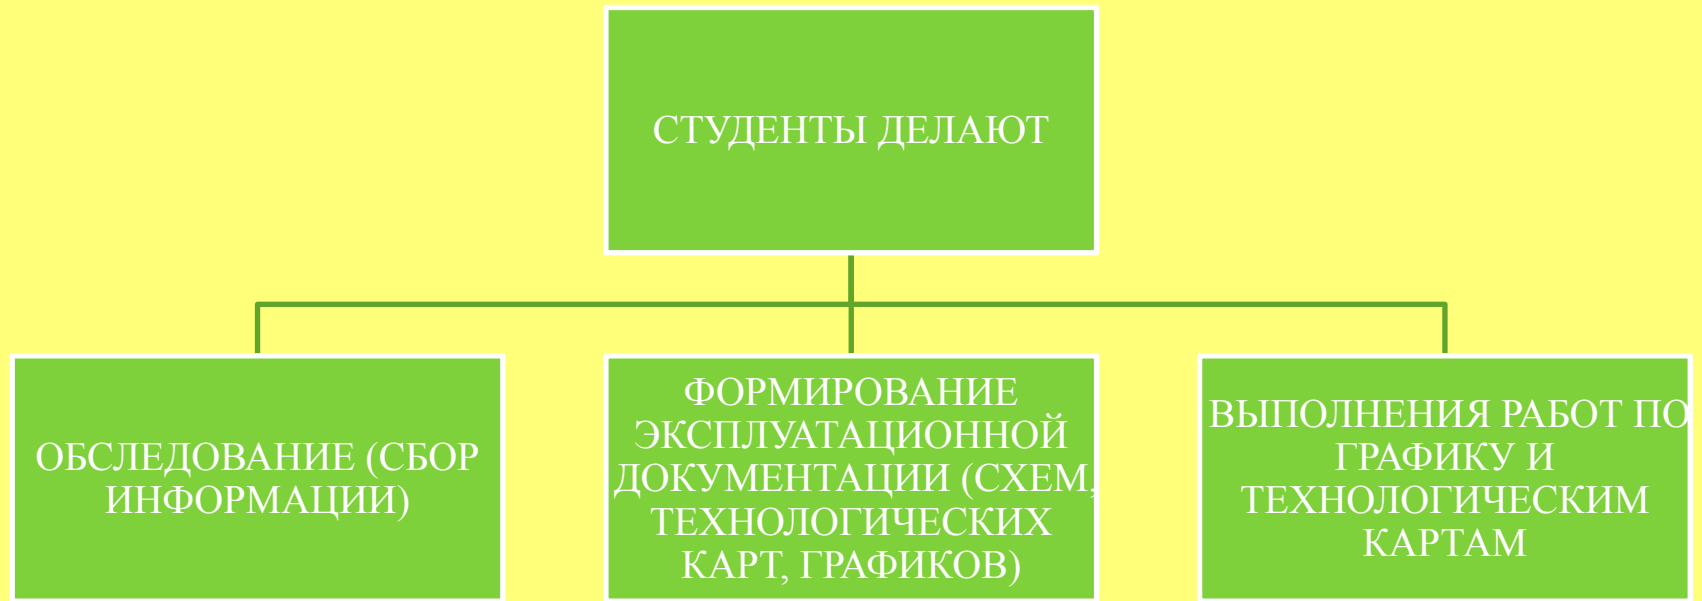 СТУДЕНТЫ ДЕЛАЮТ
ОБСЛЕДОВАНИЕ (СБОР
ИНФОРМАЦИИ)
ФОРМИРОВАНИЕ
ЭКСПЛУАТАЦИОННОЙ
ДОКУМЕНТАЦИИ (СХЕМ,
ТЕХНОЛОГИЧЕСКИХ
КАРТ, ГРАФИКОВ)
ВЫПОЛНЕНИЯ РАБОТ ПО
ГРАФИКУ И
ТЕХНОЛОГИЧЕСКИМ
КАРТАМ